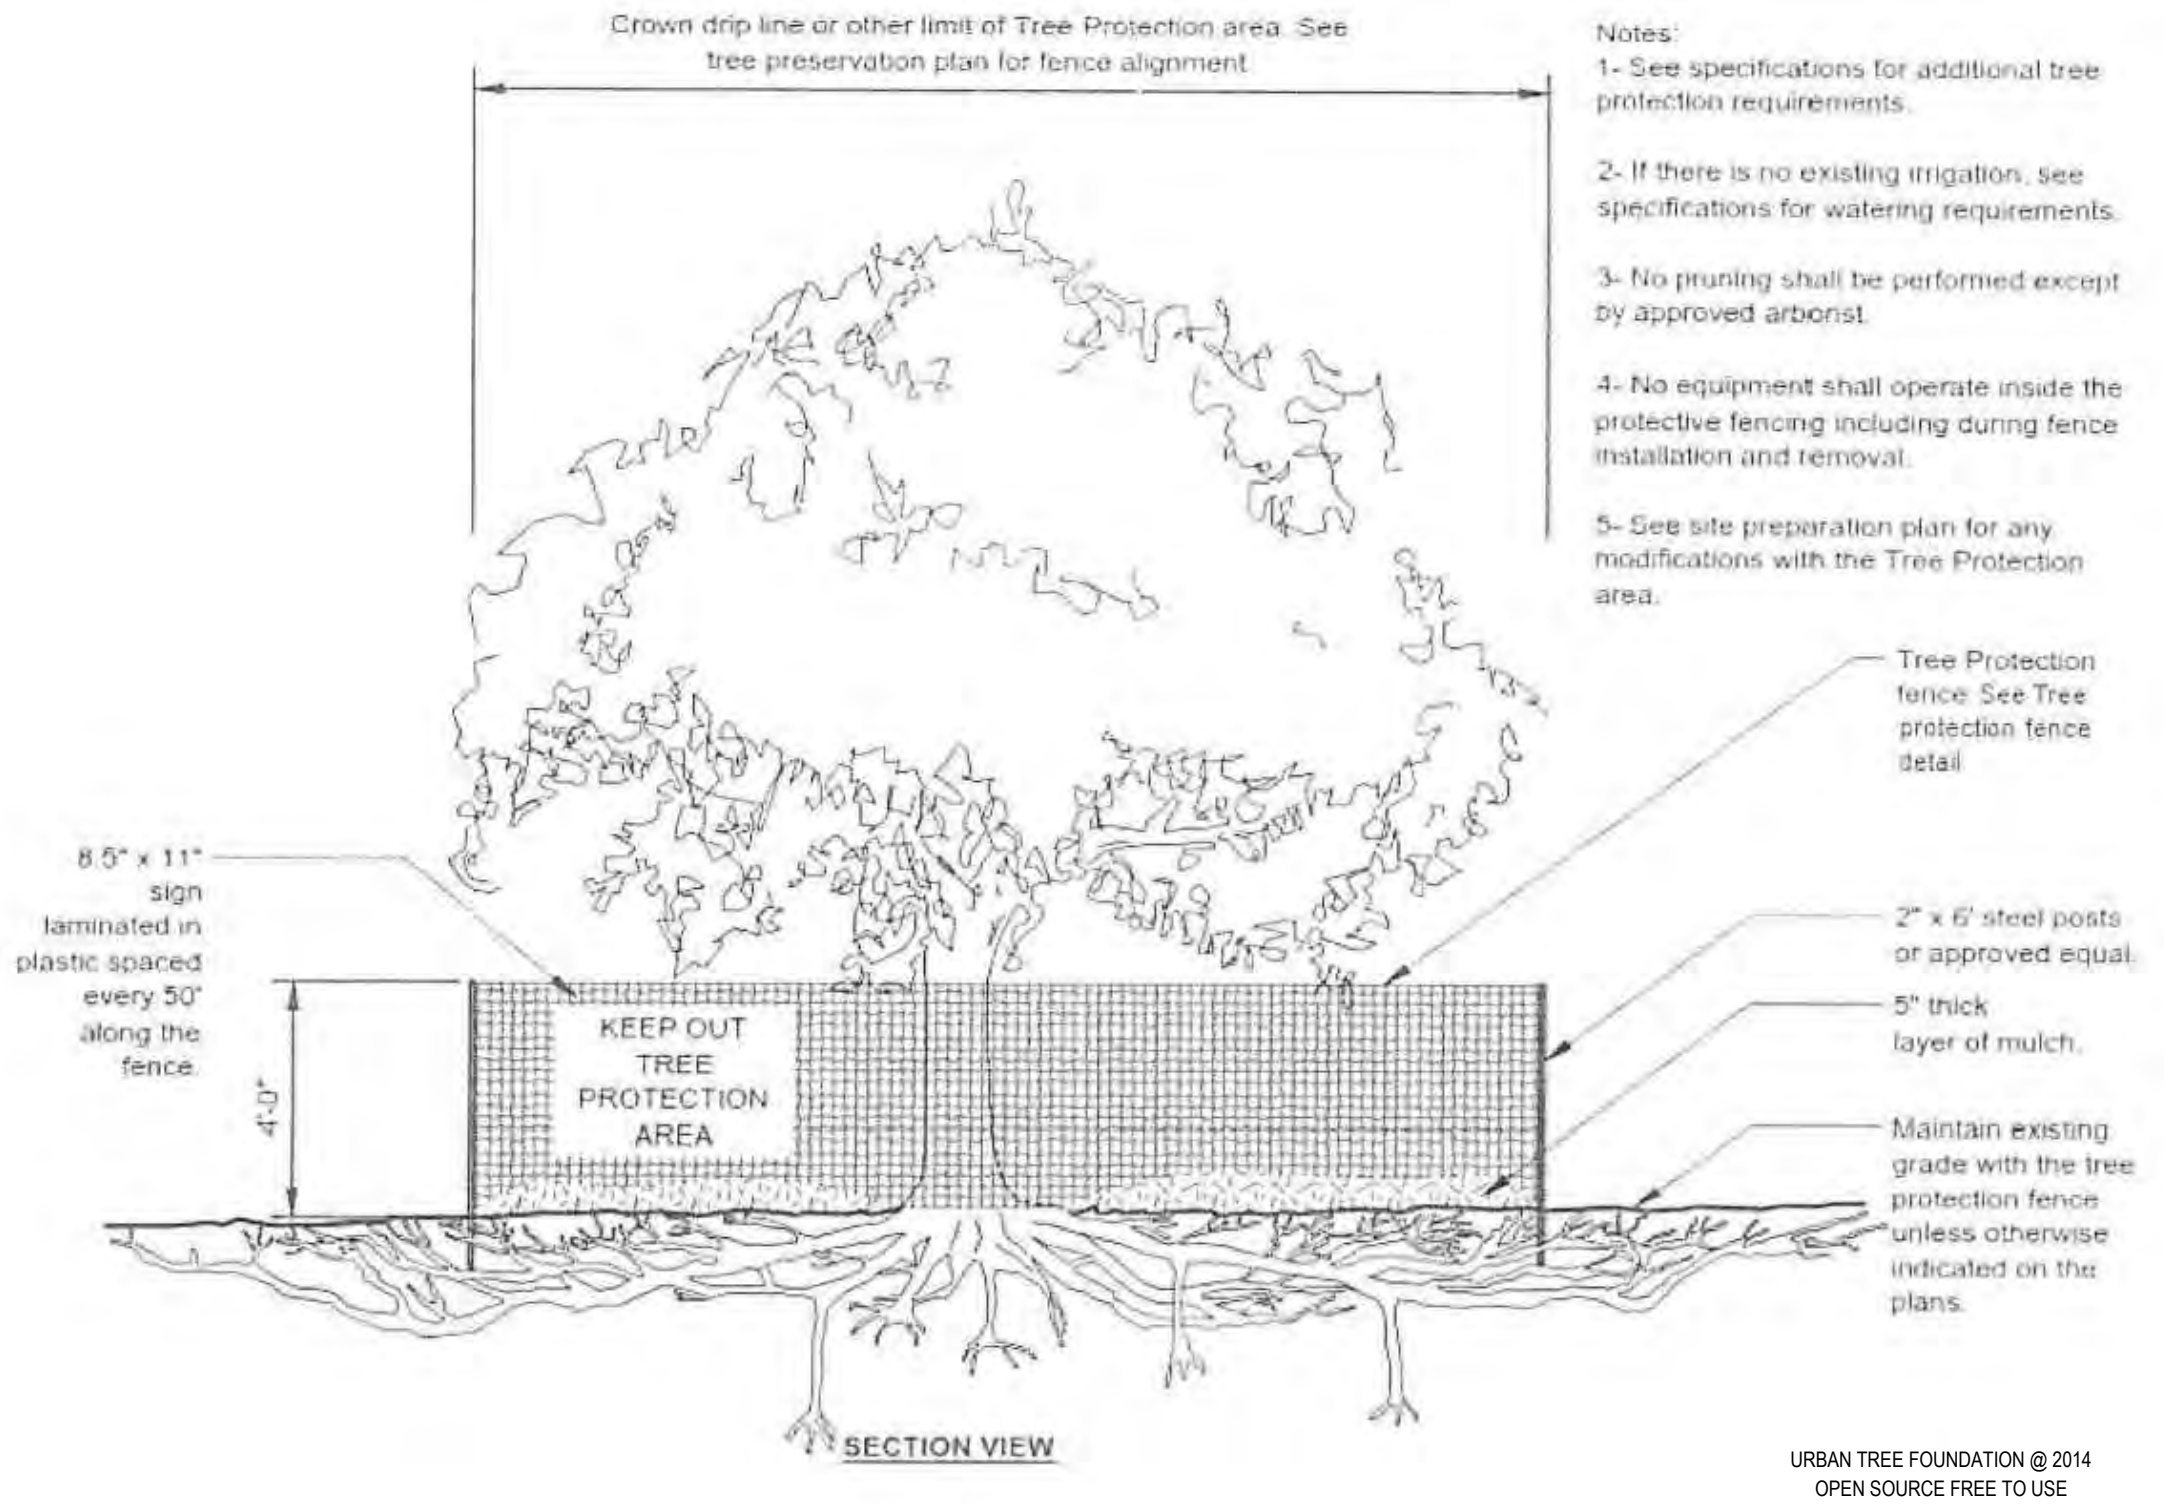 Crown drip line or other limit of Tree Protection area. See
tree preservation plan for fence alignment
Notes:
1- See specifications for additional tree
protection requirements.
2- If there is no existing irrigation, see
specifications for watering requirements.
3- No pruning shall be performed except
by approved arborist.
4- No equipment shall operate inside the
protective fencing including during fence
installation and removal.
5- See site preparation plan for any
modifications with the Tree Protection
area.
Tree Protection
fence. See Tree
protection fence
detail
8.5" x 11"
sign
laminated in
plastic spaced
every 50'
along the
fence.
2" x 6' steel posts
or approved equal.
5" thick
layer of mulch.
KEEP OUT
TREE
PROTECTION
AREA
4'-0"
Maintain existing
grade with the tree
protection fence
unless otherwise
indicated on the
plans.
SECTION VIEW
URBAN TREE FOUNDATION @ 2014
OPEN SOURCE FREE TO USE